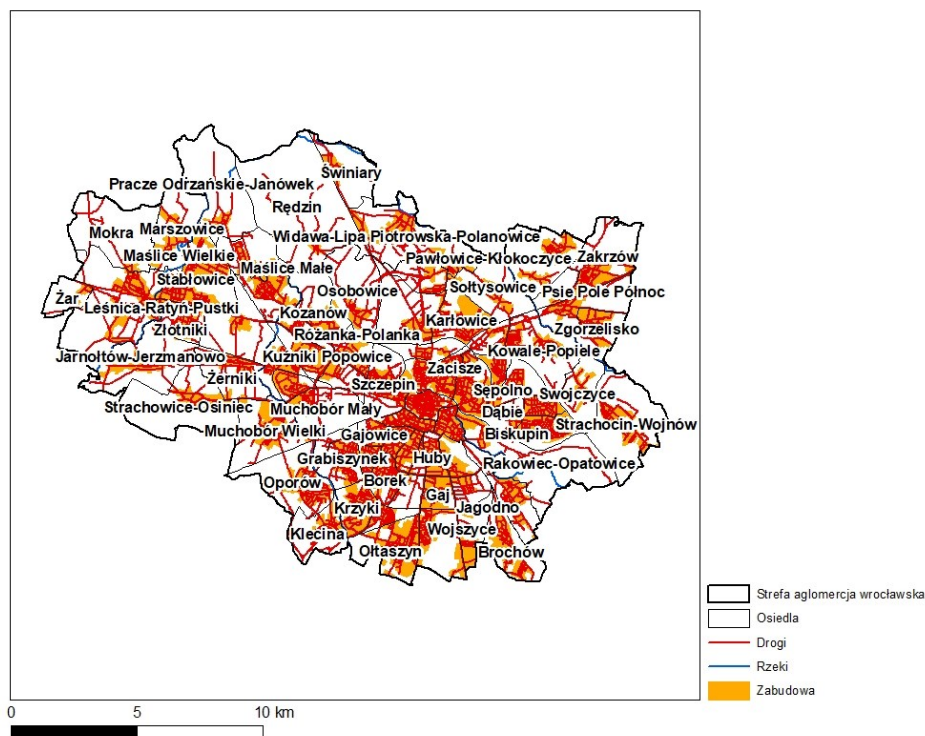 Świniary
Pracze Odrzańskie-Janówek
Rędzin
Mokra
Marszowice
Widawa-Lipa Piotrowska-Polanowice
Maślice Wielkie
Pawłowice-Kłokoczyce
Zakrzów
Maślice Małe
Stabłowice
Sołtysowice
Psie Pole Północ
Osobowice
Żar
Leśnica-Ratyń-Pustki
Kozanów
Karłowice
Złotniki
Różanka-Polanka
Zgorzelisko
Jarnołtów-Jerzmanowo
Kuźniki
Popowice
Kowale-Popiele
Zacisze
Żerniki
Szczepin
Sępolno
Swojczyce
Strachowice-Osiniec
Muchobór Mały
Dąbie
Strachocin-Wojnów
Muchobór Wielki
Gajowice
Biskupin
Grabiszynek
Huby
Rakowiec-Opatowice
Oporów
Borek
Gaj
Krzyki
Jagodno
Klecina
Wojszyce
Ołtaszyn
Brochów
Strefa aglomercja wrocławska
Osiedla
Drogi
Rzeki
Zabudowa
0 5 10 km